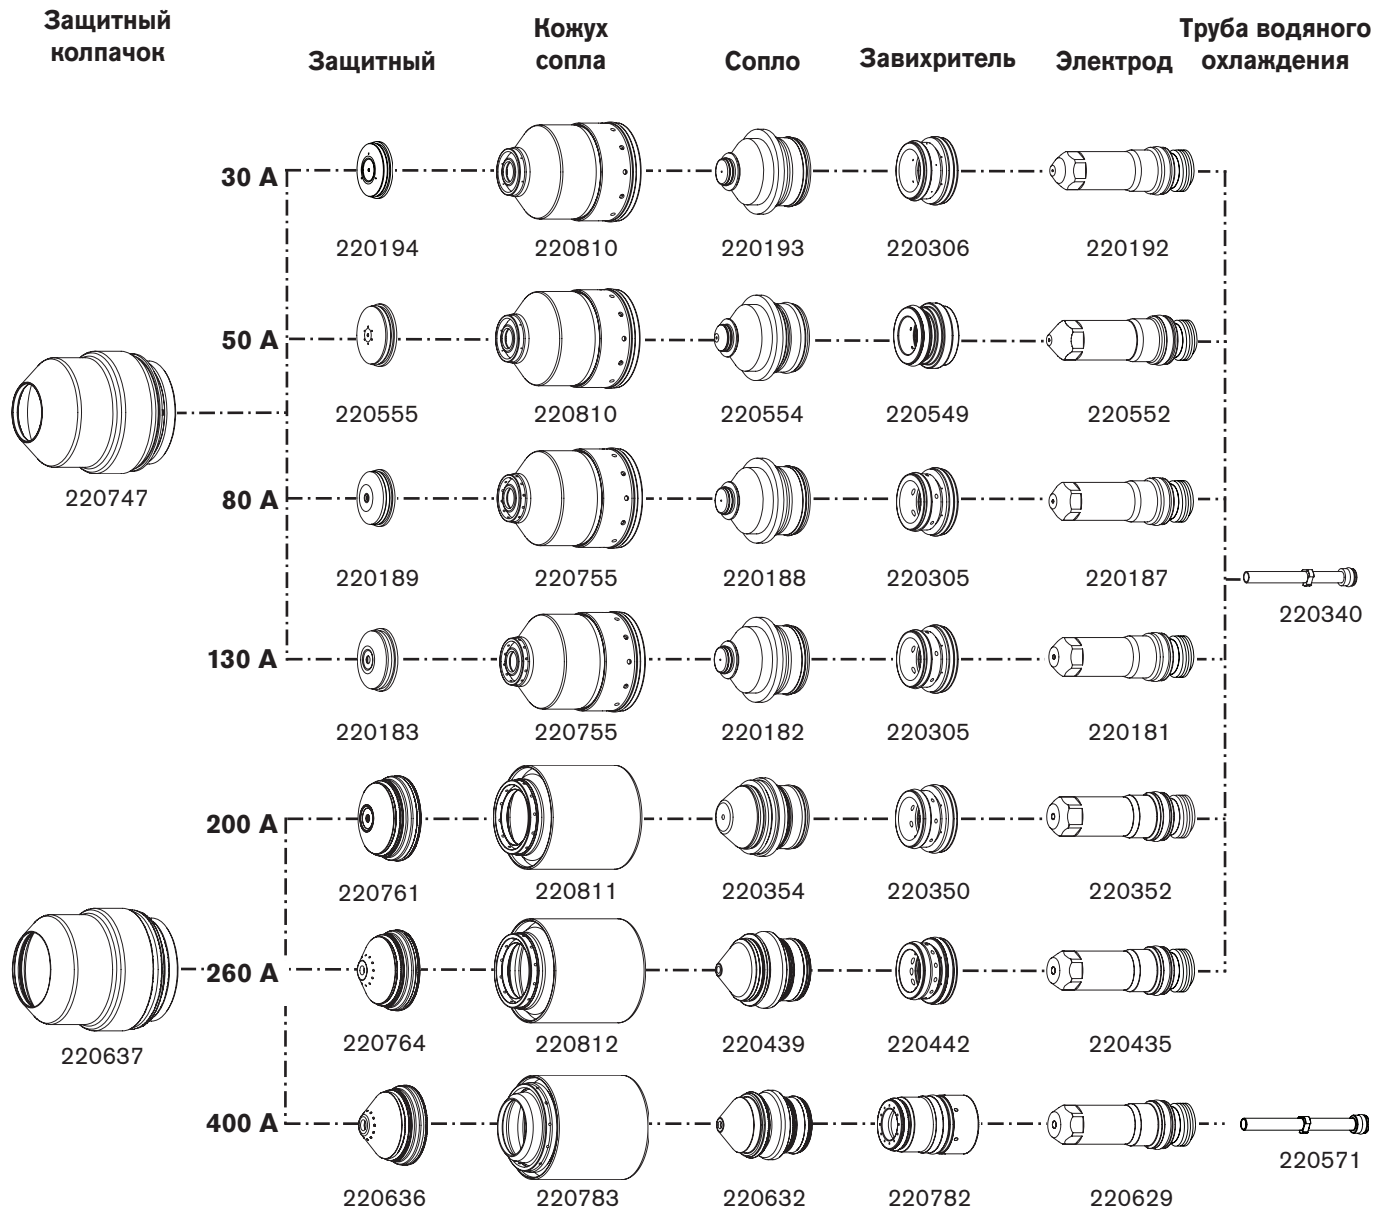 Защитный
колпачок
Защитный
Кожух
сопла
Сопло
Завихритель
Электрод
Труба водяного
охлаждения
30 А
220194 220810 220193 220306 220192
50 А
220555 220810 220554 220549 220552
220747
80 А
220189 220755 220188 220305 220187
220340
130 А
220183 220755 220182 220305 220181
200 А
220761 220811 220354 220350 220352
260 А
220764 220812 220439 220442 220435
220637
400 А
220636 220783 220632 220782 220629
220571